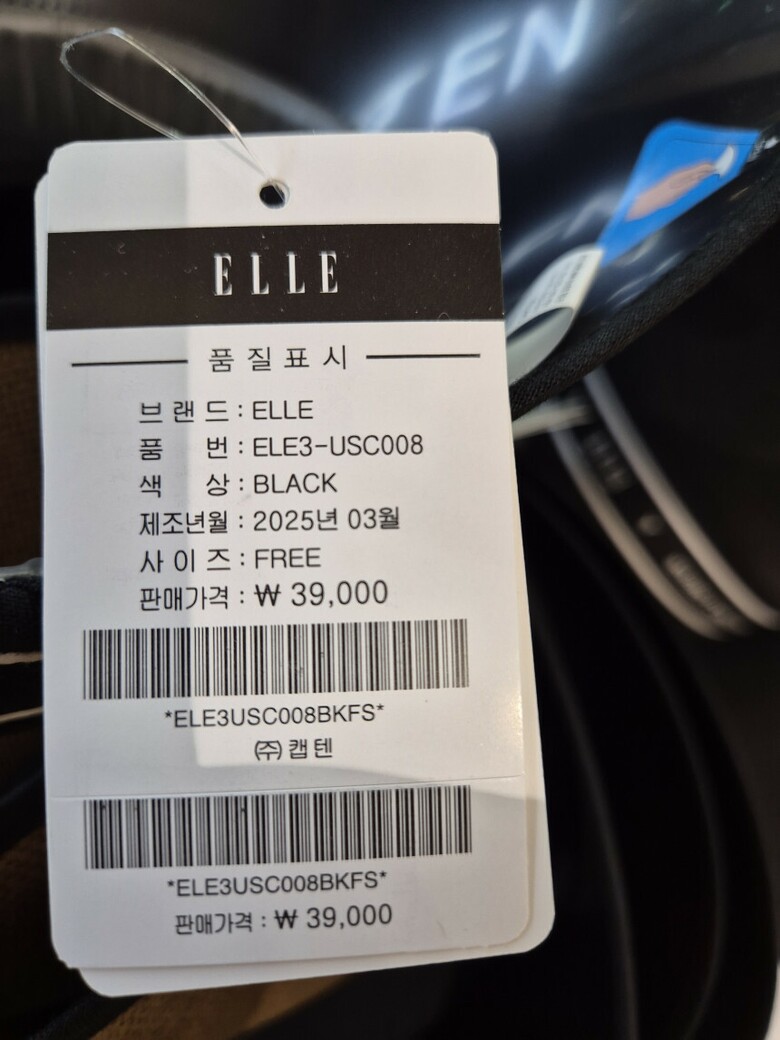 TEN
ELLE
품질표시
브랜드 : ELLE
품 번 : ELE3-USC008
색 상 : BLACK
제조년월 : 2025년 03월
사이즈 : FREE
판매가격 : ₩ 39,000
*ELE3USC008BKFS*
㈜캡텐
*ELE3USC008BKFS*
판매가격 : ₩ 39,000